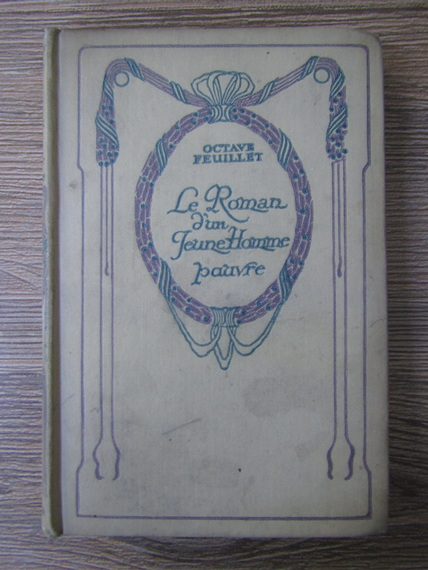 OCTAVE
FEUILLET
Le Roman
d'un
Jeune Homme
pauvre